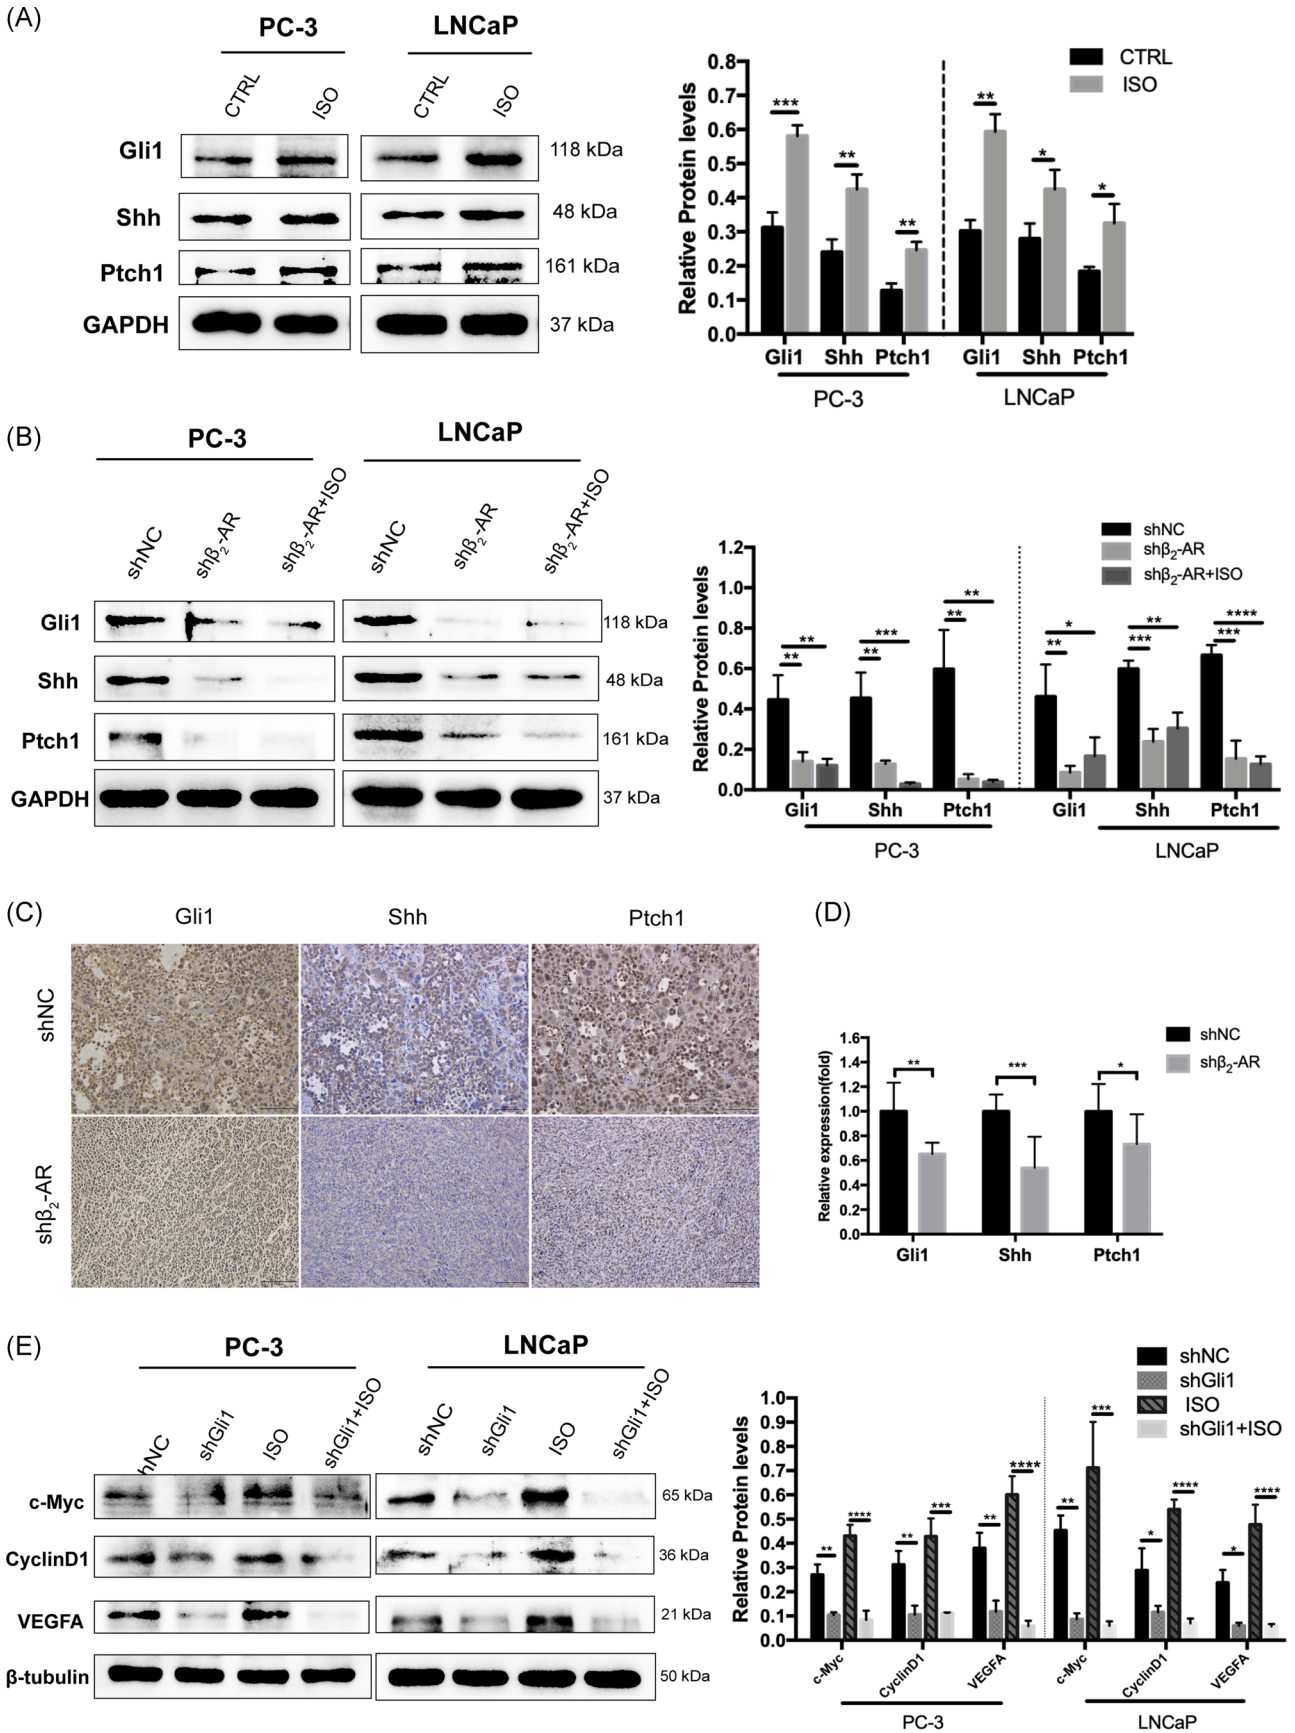 (A)
PC-3 LNCaP
CTRL ISO CTRL ISO
Gli1 118 kDa
Shh 48 kDa
Ptch1 161 kDa
GAPDH 37 kDa
CTRL
ISO
Relative Protein levels
0.8
0.7
0.6
0.5
0.4
0.3
0.2
0.1
0.0
*** ** ** ** * *
Gli1 Shh Ptch1 Gli1 Shh Ptch1
PC-3 LNCaP
(B)
PC-3 LNCaP
shNC shβ2-AR shβ2-AR+ISO shNC shβ2-AR shβ2-AR+ISO
Gli1 118 kDa
Shh 48 kDa
Ptch1 161 kDa
GAPDH 37 kDa
shNC
shβ2-AR
shβ2-AR+ISO
Relative Protein levels
1.2
1.0
0.8
0.6
0.4
0.2
0.0
** *** ** * ** ****
** ** ** ** *** ***
Gli1 Shh Ptch1 Gli1 Shh Ptch1
PC-3 LNCaP
(C)
Gli1 Shh Ptch1
shNC
shβ2-AR
(D)
shNC
shβ2-AR
Relative expression(fold)
1.6
1.4
1.2
1.0
0.8
0.6
0.4
0.2
0.0
** *** *
Gli1 Shh Ptch1
(E)
PC-3 LNCaP
hNC shGli1 ISO shGli1+ISO shNC shGli1 ISO shGli1+ISO
c-Myc 65 kDa
CyclinD1 36 kDa
VEGFA 21 kDa
β-tubulin 50 kDa
shNC
shGli1
ISO
shGli1+ISO
Relative Protein levels
1.0
0.9
0.8
0.7
0.6
0.5
0.4
0.3
0.2
0.1
0.0
** **** ** *** ** **** ** *** * **** * ****
c-Myc CyclinD1 VEGFA c-Myc CyclinD1 VEGFA
PC-3 LNCaP